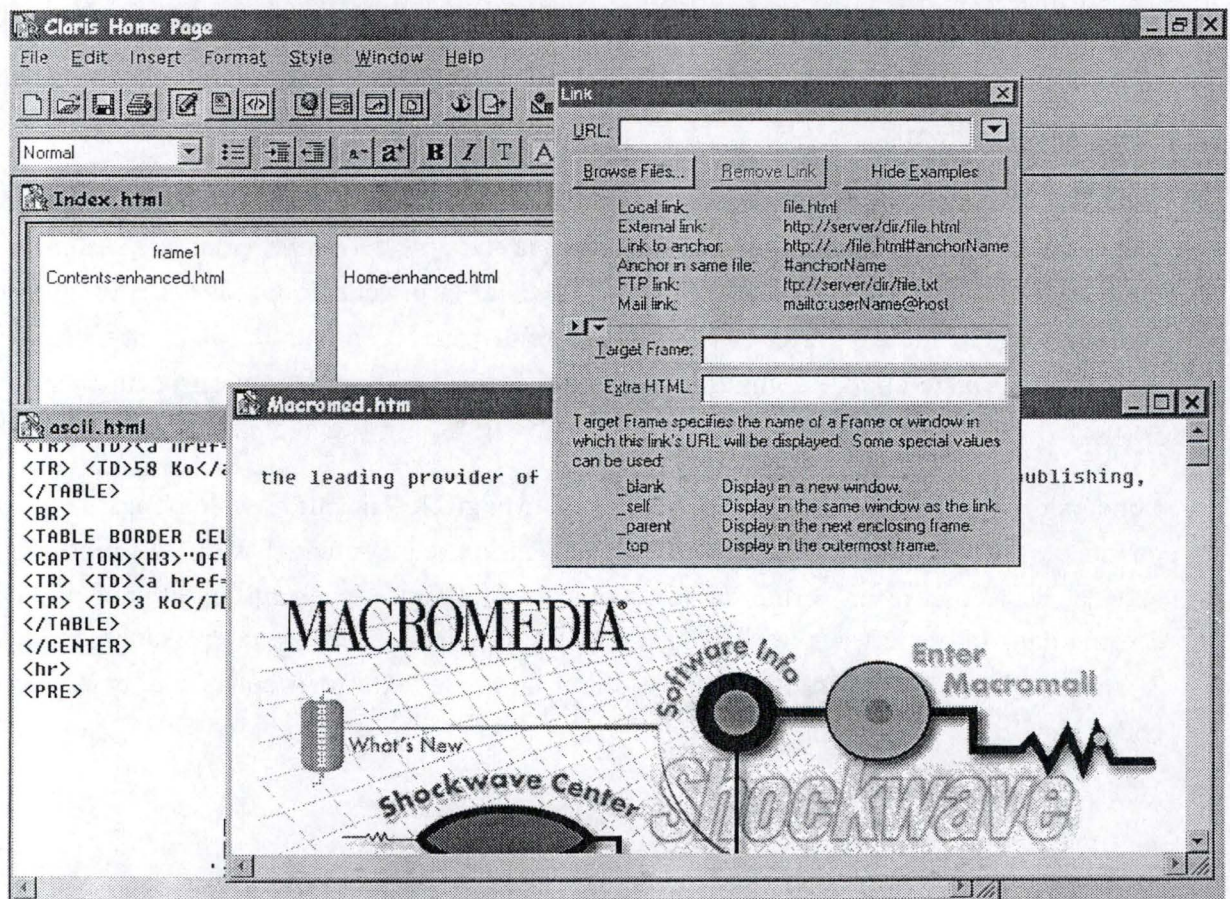 Claris Home Page
File Edit Insert Format Style Window Help
Normal
a- a+ B I T A
Index.html
frame1
Contents-enhanced.html
Home-enhanced.html
ascii.html
<TR> <TD><a href=
<TR> <TD>58 Ko</a
</TABLE>
<BR>
<TABLE BORDER CEL
<CAPTION><H3>"Off
<TR> <TD><a href=
<TR> <TD>3 Ko</TD
</TABLE>
</CENTER>
<hr>
<PRE>
Macromed.htm
the leading provider of
ublishing,
MACROMEDIA®
Software Info
Enter
Macromall
What's New
Shockwave Center
Shockwave
Link
URL:
Browse Files... Remove Link Hide Examples
Local link: file.html
External link: http://server/dir/file.html
Link to anchor: http://.../file.html#anchorName
Anchor in same file: #anchorName
FTP link: ftp://server/dir/file.txt
Mail link: mailto:userName@host
Target Frame:
Extra HTML:
Target Frame specifies the name of a Frame or window in
which this link's URL will be displayed. Some special values
can be used:
_blank Display in a new window.
_self Display in the same window as the link.
_parent Display in the next enclosing frame.
_top Display in the outermost frame.